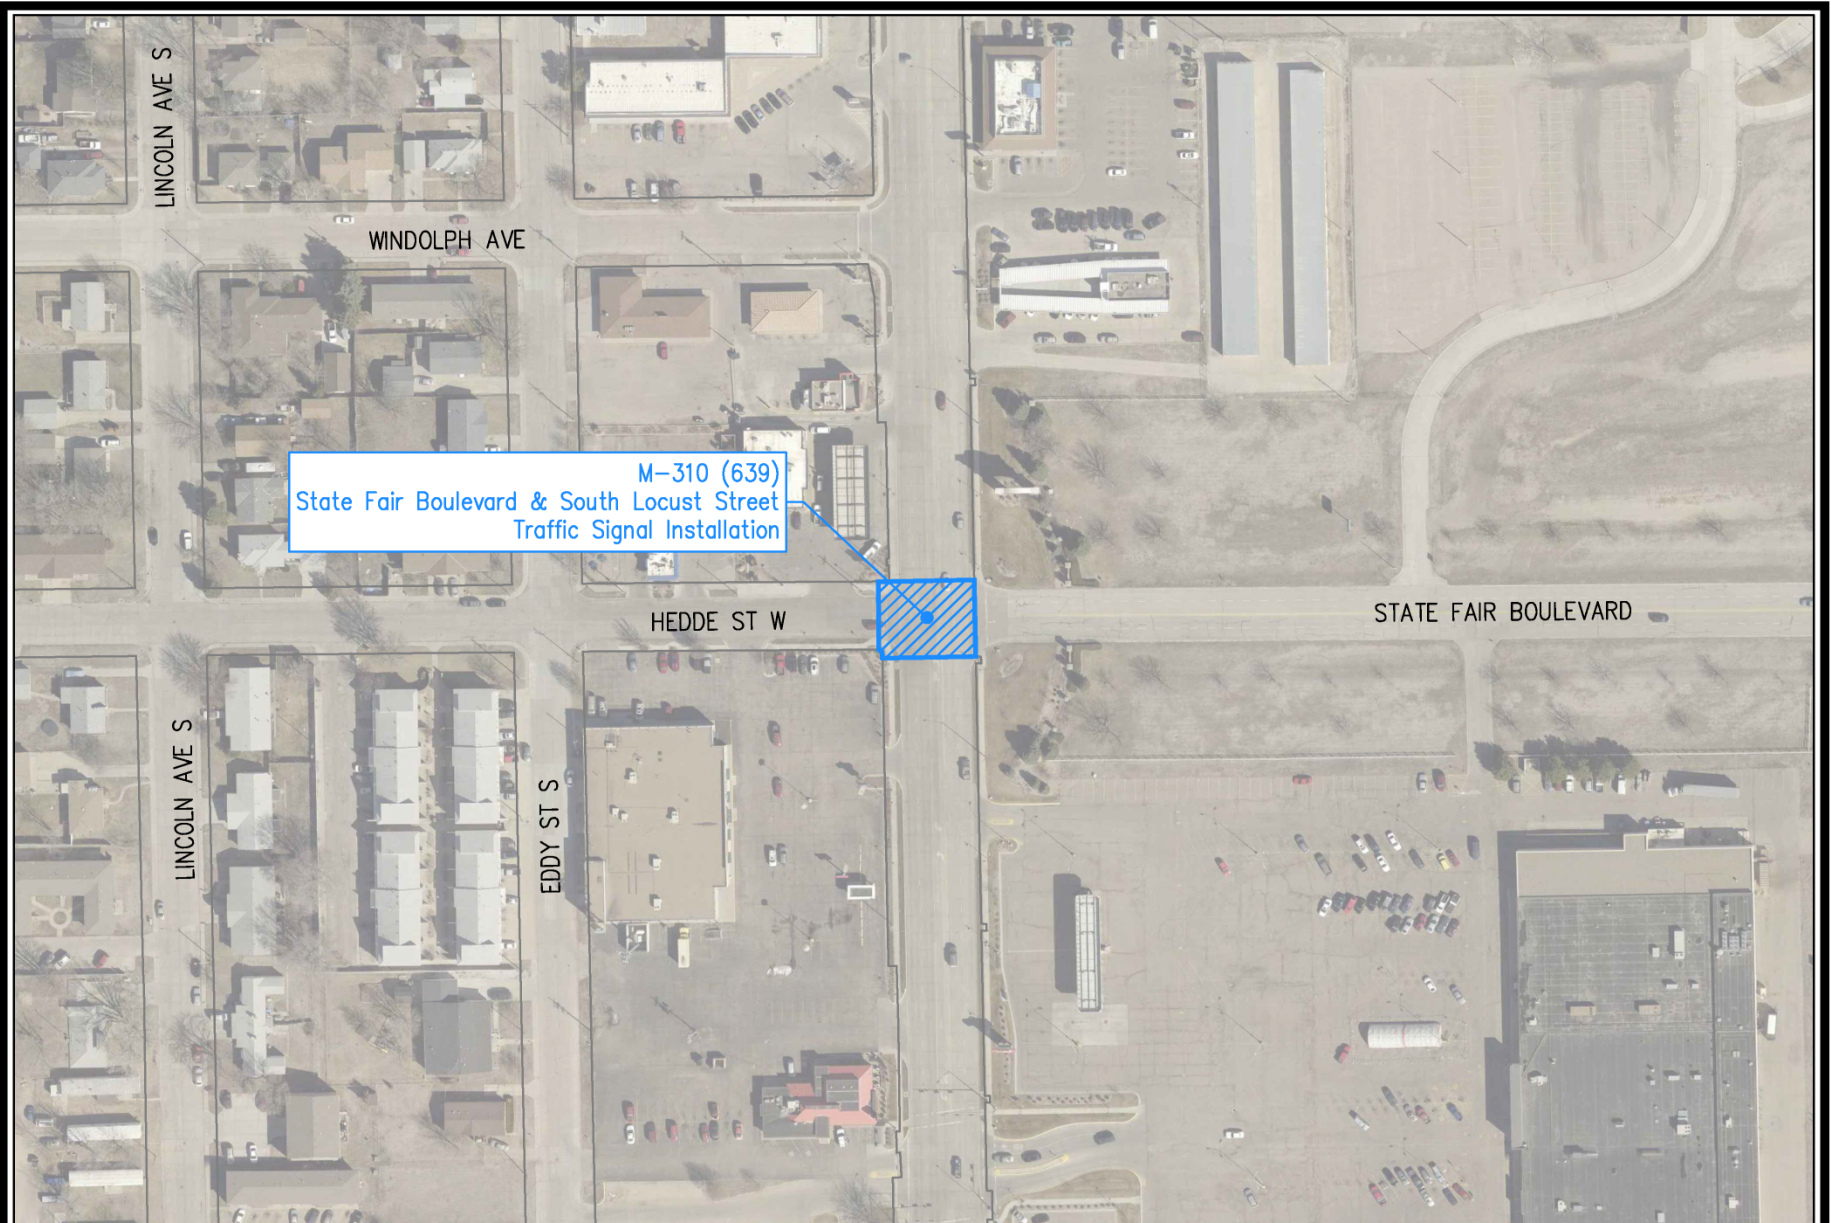 LINCOLN AVE S
WINDOLPH AVE
M-310 (639)
State Fair Boulevard & South Locust Street
Traffic Signal Installation
HEDDE ST W
STATE FAIR BOULEVARD
LINCOLN AVE S
EDDY ST S